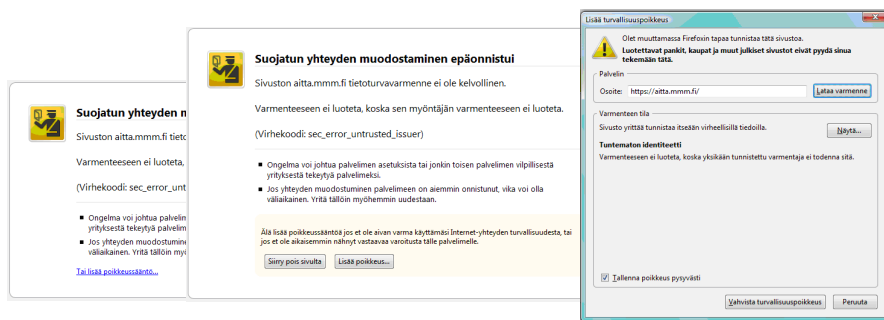 Suojatun yhteyden m
Sivuston aitta.mmm.fi tieto
Varmenteeseen ei luoteta,
(Virhekoodi: sec_error_unt
Ongelma voi johtua palvelin
yrityksestä tekeytyä palvelim
Jos yhteyden muodostumine
väliaikainen. Yritä tällöin myö
Tai lisää poikkeussääntö...
Suojatun yhteyden muodostaminen epäonnistui
Sivuston aitta.mmm.fi tietoturvavarmenne ei ole kelvollinen.
Varmenteeseen ei luoteta, koska sen myöntäjän varmenteeseen ei luoteta.
(Virhekoodi: sec_error_untrusted_issuer)
Ongelma voi johtua palvelimen asetuksista tai jonkin toisen palvelimen vilpillisestä
yrityksestä tekeytyä palvelimeksi.
Jos yhteyden muodostuminen palvelimeen on aiemmin onnistunut, vika voi olla
väliaikainen. Yritä tällöin myöhemmin uudestaan.
Älä lisää poikkeussääntöä jos et ole aivan varma käyttämäsi Internet-yhteyden turvallisuudesta, tai
jos et ole aikaisemmin nähnyt vastaavaa varoitusta tälle palvelimelle.
Siirry pois sivulta Lisää poikkeus...
Lisää turvallisuuspoikkeus
Olet muuttamassa Firefoxin tapaa tunnistaa tätä sivustoa.
Luotettavat pankit, kaupat ja muut julkiset sivustot eivät pyydä sinua
tekemään tätä.
Palvelin
Osoite: https://aitta.mmm.fi/ Lataa varmenne
Varmenteen tila
Sivusto yrittää tunnistaa itseään virheellisillä tiedoilla. Näytä...
Tuntematon identiteetti
Varmenteeseen ei luoteta, koska yksikään tunnistettu varmentaja ei todenna sitä.
Tallenna poikkeus pysyvästi
Vahvista turvallisuuspoikkeus Peruuta